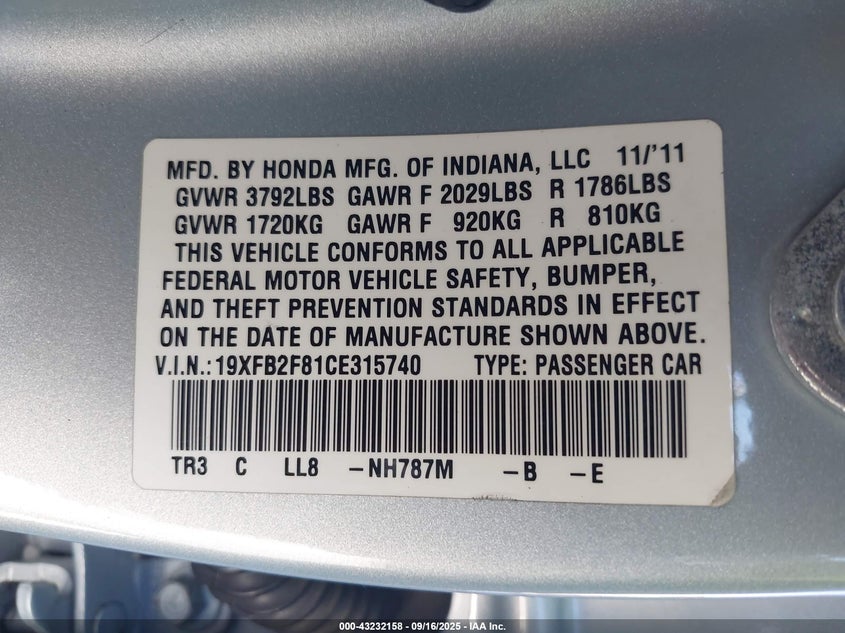 MFD. BY HONDA MFG. OF INDIANA, LLC 11/'11
GVWR 3792LBS GAWR F 2029LBS R 1786LBS
GVWR 1720KG GAWR F 920KG R 810KG
THIS VEHICLE CONFORMS TO ALL APPLICABLE
FEDERAL MOTOR VEHICLE SAFETY, BUMPER,
AND THEFT PREVENTION STANDARDS IN EFFECT
ON THE DATE OF MANUFACTURE SHOWN ABOVE.
V.I.N.:19XFB2F81CE315740 TYPE: PASSENGER CAR
TR3 C LL8 -NH787M -B -E
000-43232158 - 09/16/2025 - IAA Inc.